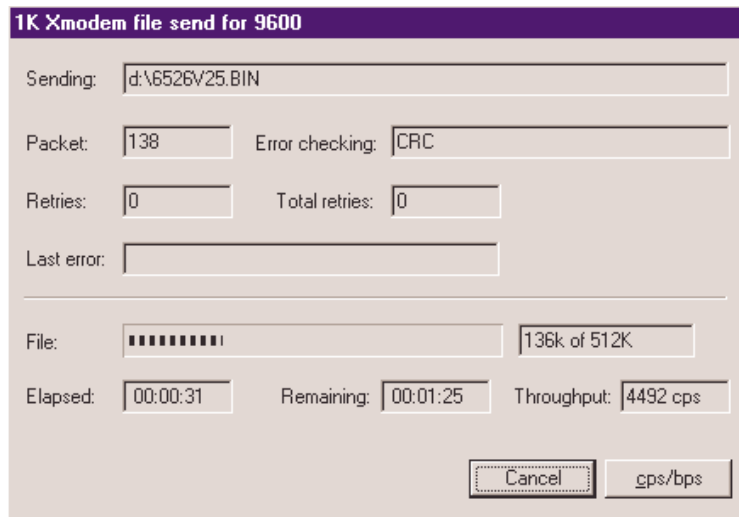 1K Xmodem file send for 9600
Sending: d:\6526V25.BIN
Packet: 138 Error checking: CRC
Retries: 0 Total retries: 0
Last error:
File: 136k of 512K
Elapsed: 00:00:31 Remaining: 00:01:25 Throughput: 4492 cps
Cancel cps/bps